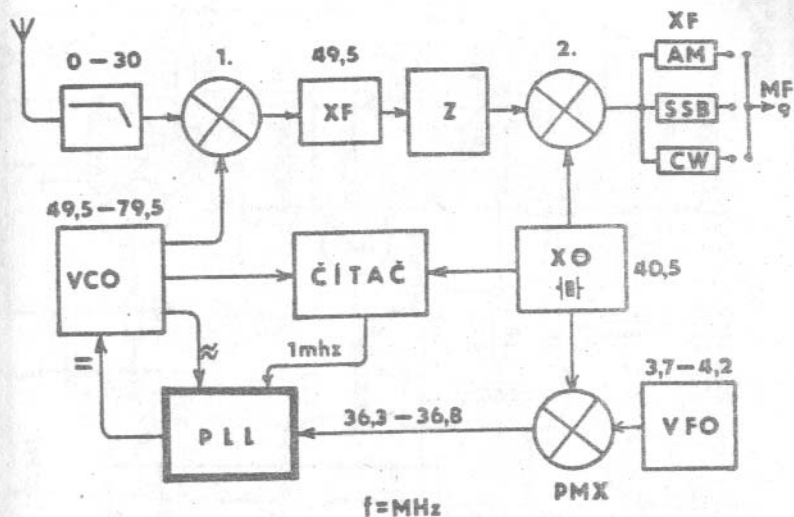 0–30
1.
49,5
XF
Z
2.
XF
AM
SSB
CW
MF
49,5–79,5
VCO
ČÍTAČ
XO
40,5
=
≈
1mhz
PLL
36,3–36,8
3,7–4,2
VFO
PMX
f=MHz